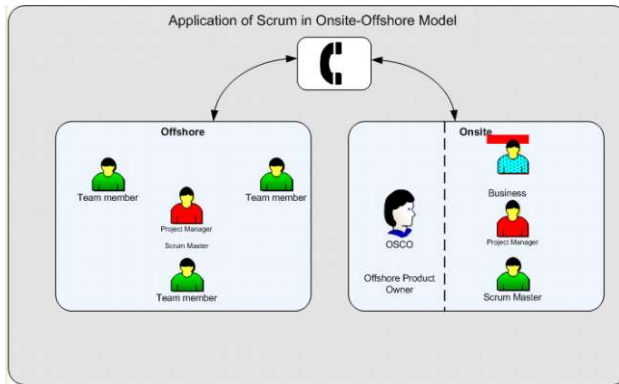 Application of Scrum in Onsite-Offshore Model
Offshore
Team member
Team member
Project Manager
Scrum Master
Team member
Onsite
Business
OSCO
Project Manager
Offshore Product
Owner
Scrum Master